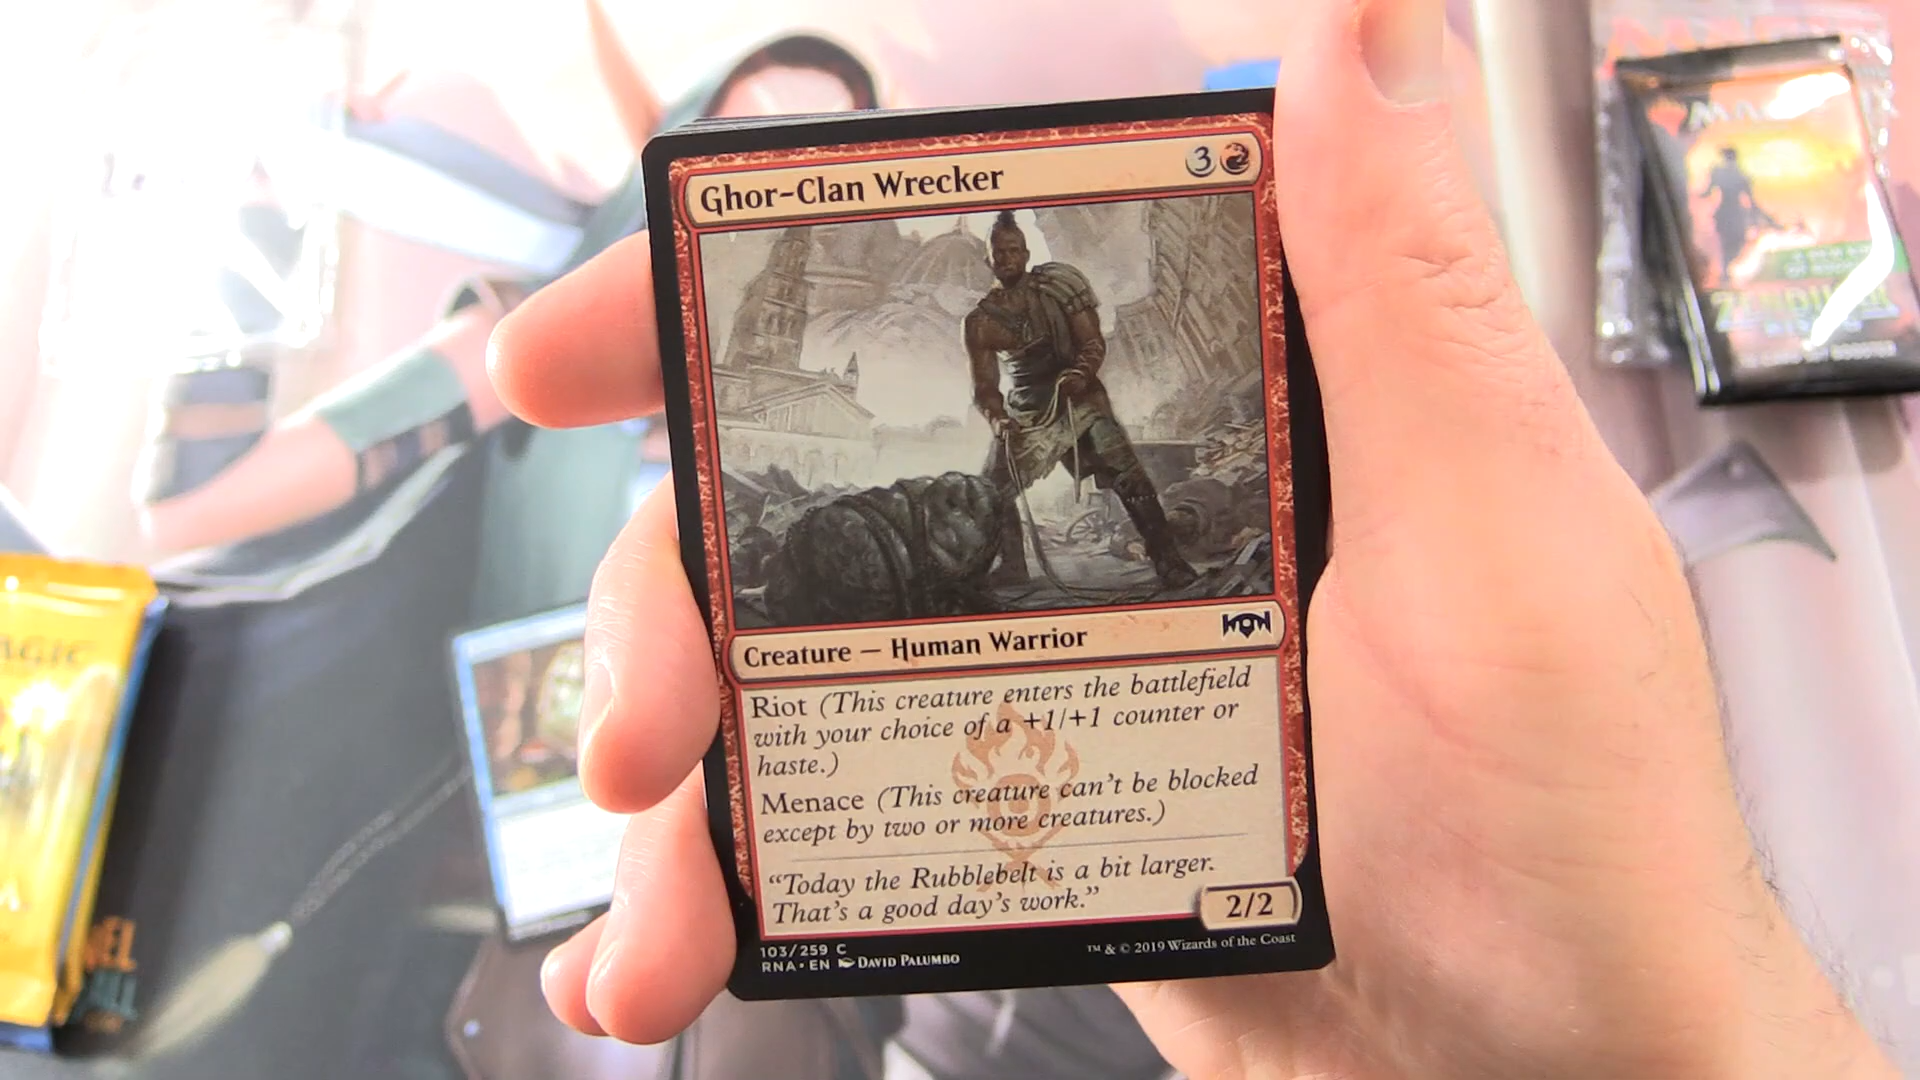 Ghor-Clan Wrecker
3
Creature — Human Warrior
Riot (This creature enters the battlefield
with your choice of a +1/+1 counter or
haste.)
Menace (This creature can't be blocked
except by two or more creatures.)
"Today the Rubblebelt is a bit larger.
That's a good day's work."
2/2
103/259 C
RNA • EN DAVID PALUMBO
™ & © 2019 Wizards of the Coast